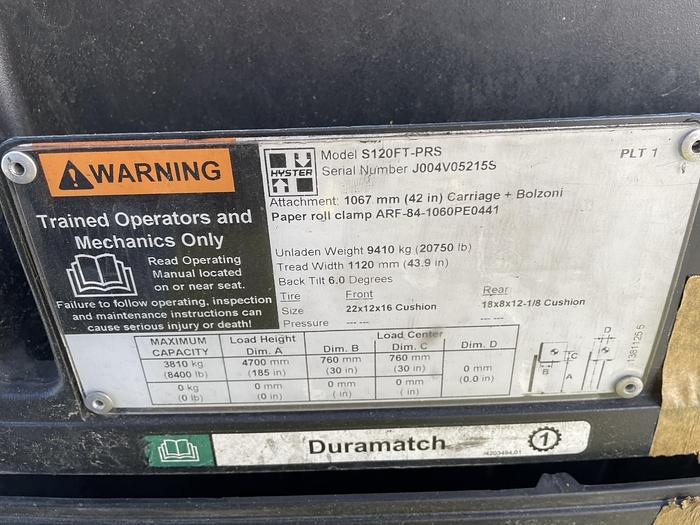 WARNING
Trained Operators and
Mechanics Only
Read Operating
Manual located
on or near seat.
Failure to follow operating, inspection
and maintenance instructions can
cause serious injury or death!
HYSTER
Model S120FT-PRS
Serial Number J004V05215S
PLT 1
Attachment: 1067 mm (42 in) Carriage + Bolzoni
Paper roll clamp ARF-84-1060PE0441
Unladen Weight 9410 kg (20750 lb)
Tread Width 1120 mm (43.9 in)
Back Tilt 6.0 Degrees
Tire Front Rear
Size 22x12x16 Cushion 18x8x12-1/8 Cushion
Pressure --- --- --- ---
MAXIMUM CAPACITY Load Height Dim. A Load Center Dim. B Dim. C Dim. D
3810 kg 4700 mm 760 mm 760 mm 0 mm
(8400 lb) (185 in) (30 in) (30 in) (0.0 in)
0 kg 0 mm 0 mm 0 mm
(0 lb) (0 in) ( in) ( in)
B C A D
Duramatch 1